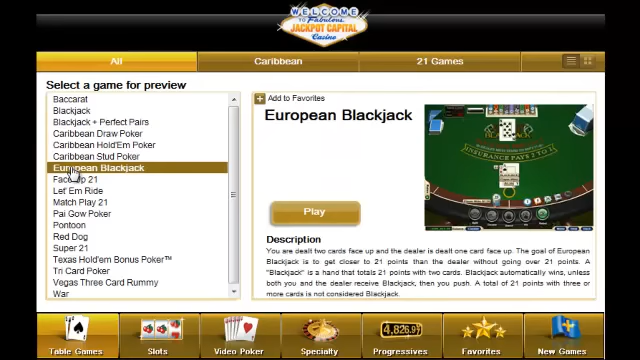 WELCOME
TO Fabulous
JACKPOT CAPITAL
Casino
All
Caribbean
21 Games
Select a game for preview
Baccarat
Blackjack
Blackjack + Perfect Pairs
Caribbean Draw Poker
Caribbean Hold'Em Poker
Caribbean Stud Poker
European Blackjack
Face Up 21
Let' Em Ride
Match Play 21
Pai Gow Poker
Pontoon
Red Dog
Super 21
Texas Hold'em Bonus Poker™
Tri Card Poker
Vegas Three Card Rummy
War
Add to Favorites
European Blackjack
INSURANCE PAYS 2 TO 1
Play
Description
You are dealt two cards face up and the dealer is dealt one card face up. The goal of European
Blackjack is to get closer to 21 points than the dealer without going over 21 points. A
"Blackjack" is a hand that totals 21 points with two cards. Blackjack automatically wins, unless
both you and the dealer receive Blackjack, then you push. A total of 21 points with three or
more cards is not considered Blackjack.
4,826.97
Table Games
Slots
Video Poker
Specialty
Progressives
Favorites
New Games